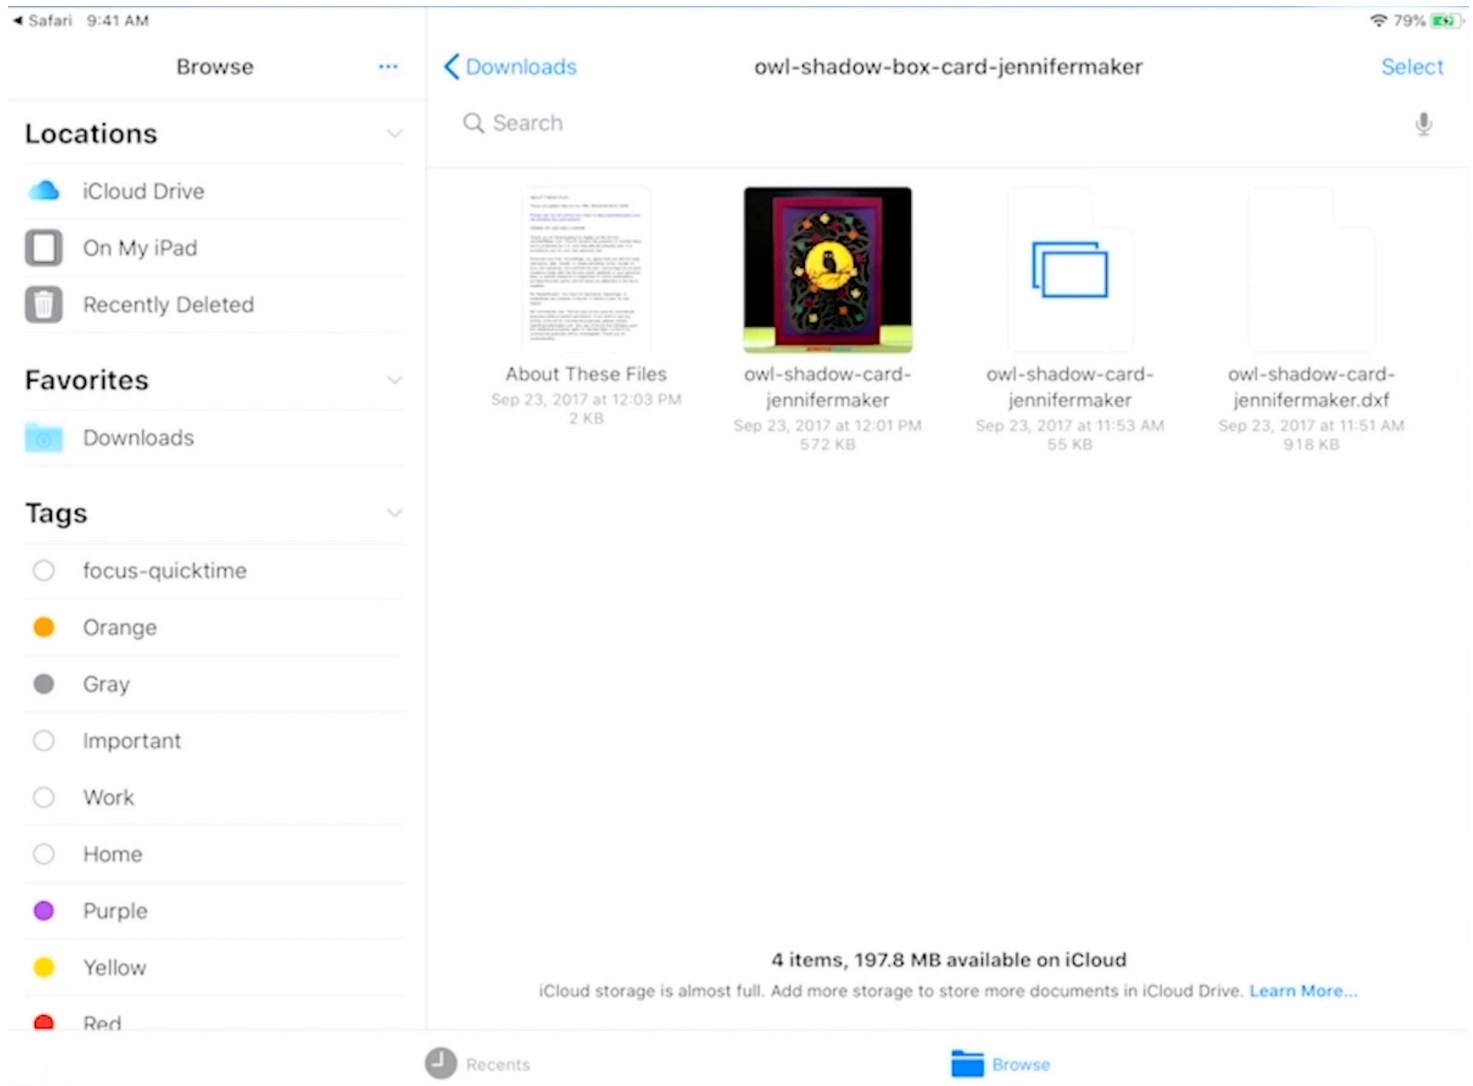 Safari 9:41 AM
79%
Browse
Locations
iCloud Drive
On My iPad
Recently Deleted
Favorites
Downloads
Tags
focus-quicktime
Orange
Gray
Important
Work
Home
Purple
Yellow
Red
Downloads
owl-shadow-box-card-jennifermaker
Select
Search
About These Files
Sep 23, 2017 at 12:03 PM
2 KB
owl-shadow-card-
jennifermaker
Sep 23, 2017 at 12:01 PM
572 KB
owl-shadow-card-
jennifermaker
Sep 23, 2017 at 11:53 AM
55 KB
owl-shadow-card-
jennifermaker.dxf
Sep 23, 2017 at 11:51 AM
918 KB
4 items, 197.8 MB available on iCloud
iCloud storage is almost full. Add more storage to store more documents in iCloud Drive. Learn More...
Recents
Browse